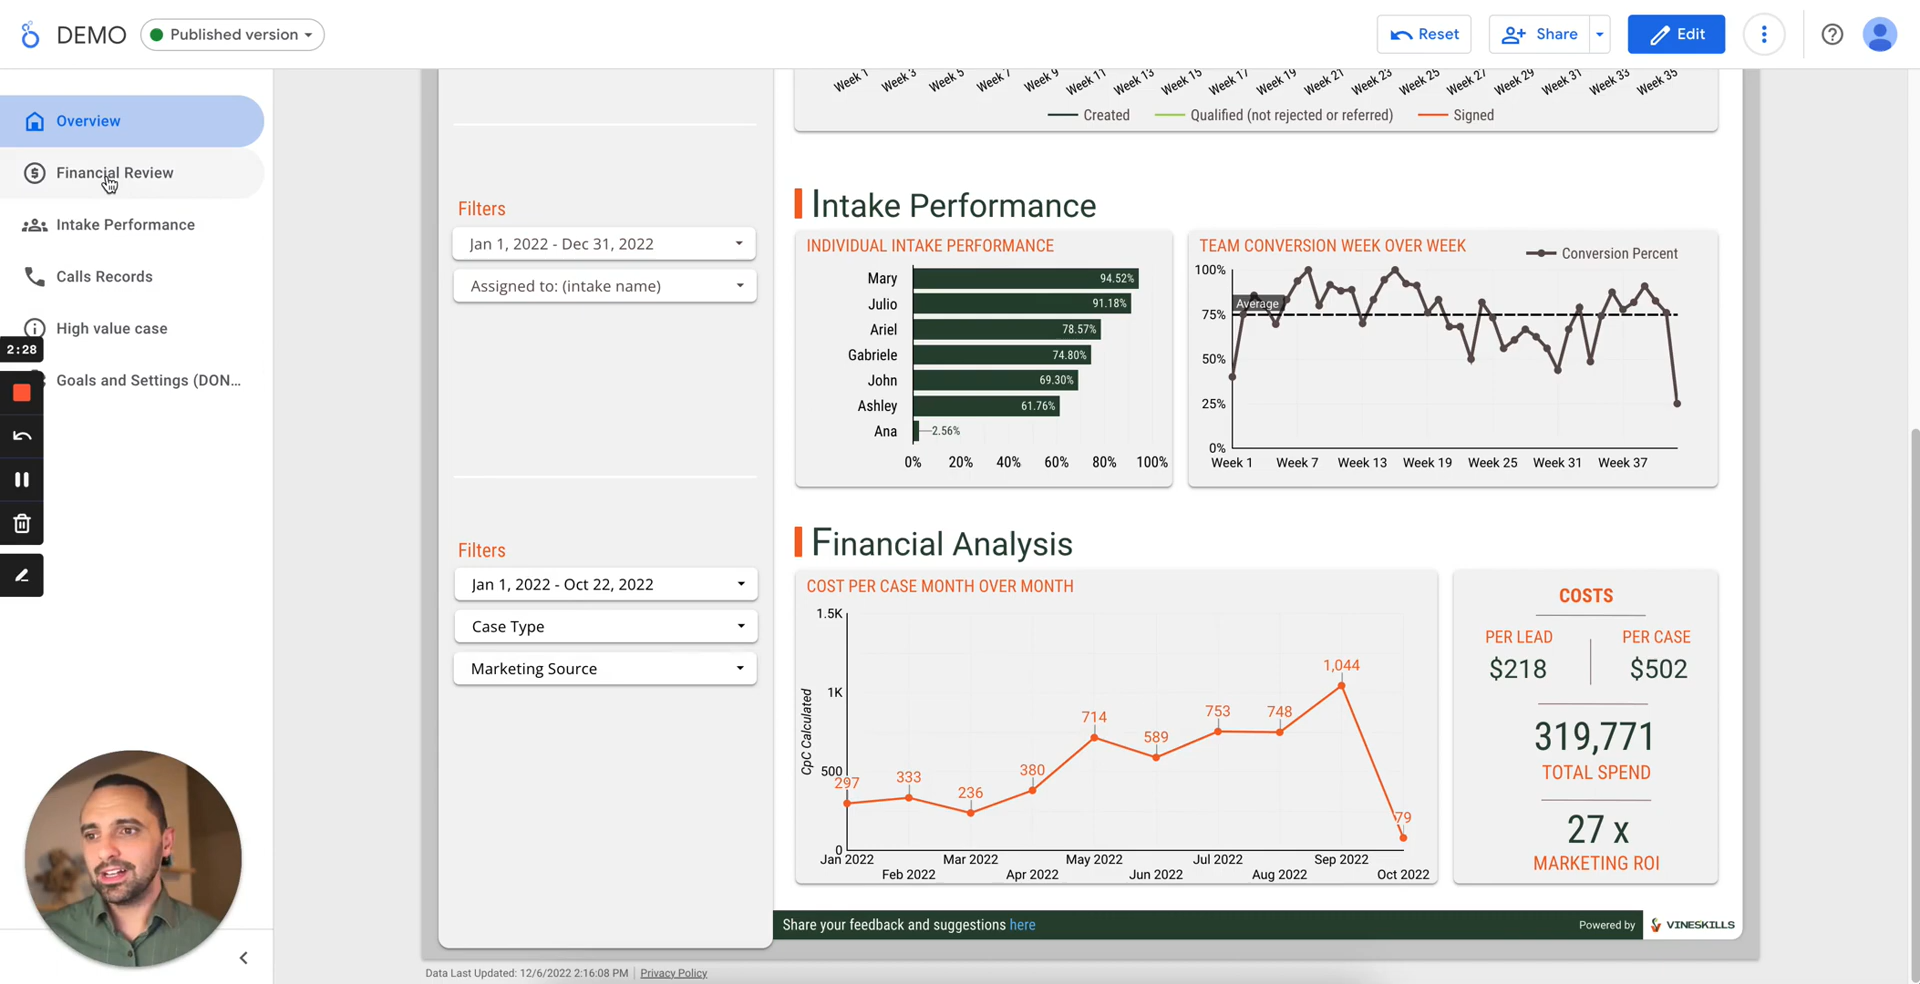 DEMO
Published version
Reset
Share
Edit
Overview
Financial Review
Intake Performance
Calls Records
High value case
Goals and Settings (DON...
2:28
Week 1 Week 3 Week 5 Week 7 Week 9 Week 11 Week 13 Week 15 Week 17 Week 19 Week 21 Week 23 Week 25 Week 27 Week 29 Week 31 Week 33 Week 35
Created Qualified (not rejected or referred) Signed
Filters
Jan 1, 2022 - Dec 31, 2022
Assigned to: (intake name)
Intake Performance
INDIVIDUAL INTAKE PERFORMANCE
Mary 94.52%
Julio 91.18%
Ariel 78.57%
Gabriele 74.80%
John 69.30%
Ashley 61.76%
Ana 2.56%
0% 20% 40% 60% 80% 100%
TEAM CONVERSION WEEK OVER WEEK
Conversion Percent
100%
Average
75%
50%
25%
0%
Week 1 Week 7 Week 13 Week 19 Week 25 Week 31 Week 37
Filters
Jan 1, 2022 - Oct 22, 2022
Case Type
Marketing Source
Financial Analysis
COST PER CASE MONTH OVER MONTH
CpC Calculated
1.5K
1K
500
0
297 333 236 380 714 589 753 748 1,044 79
Jan 2022 Mar 2022 May 2022 Jul 2022 Sep 2022
Feb 2022 Apr 2022 Jun 2022 Aug 2022 Oct 2022
COSTS
PER LEAD PER CASE
$218 $502
319,771
TOTAL SPEND
27 x
MARKETING ROI
Share your feedback and suggestions here
Powered by VINESKILLS
Data Last Updated: 12/6/2022 2:16:08 PM Privacy Policy